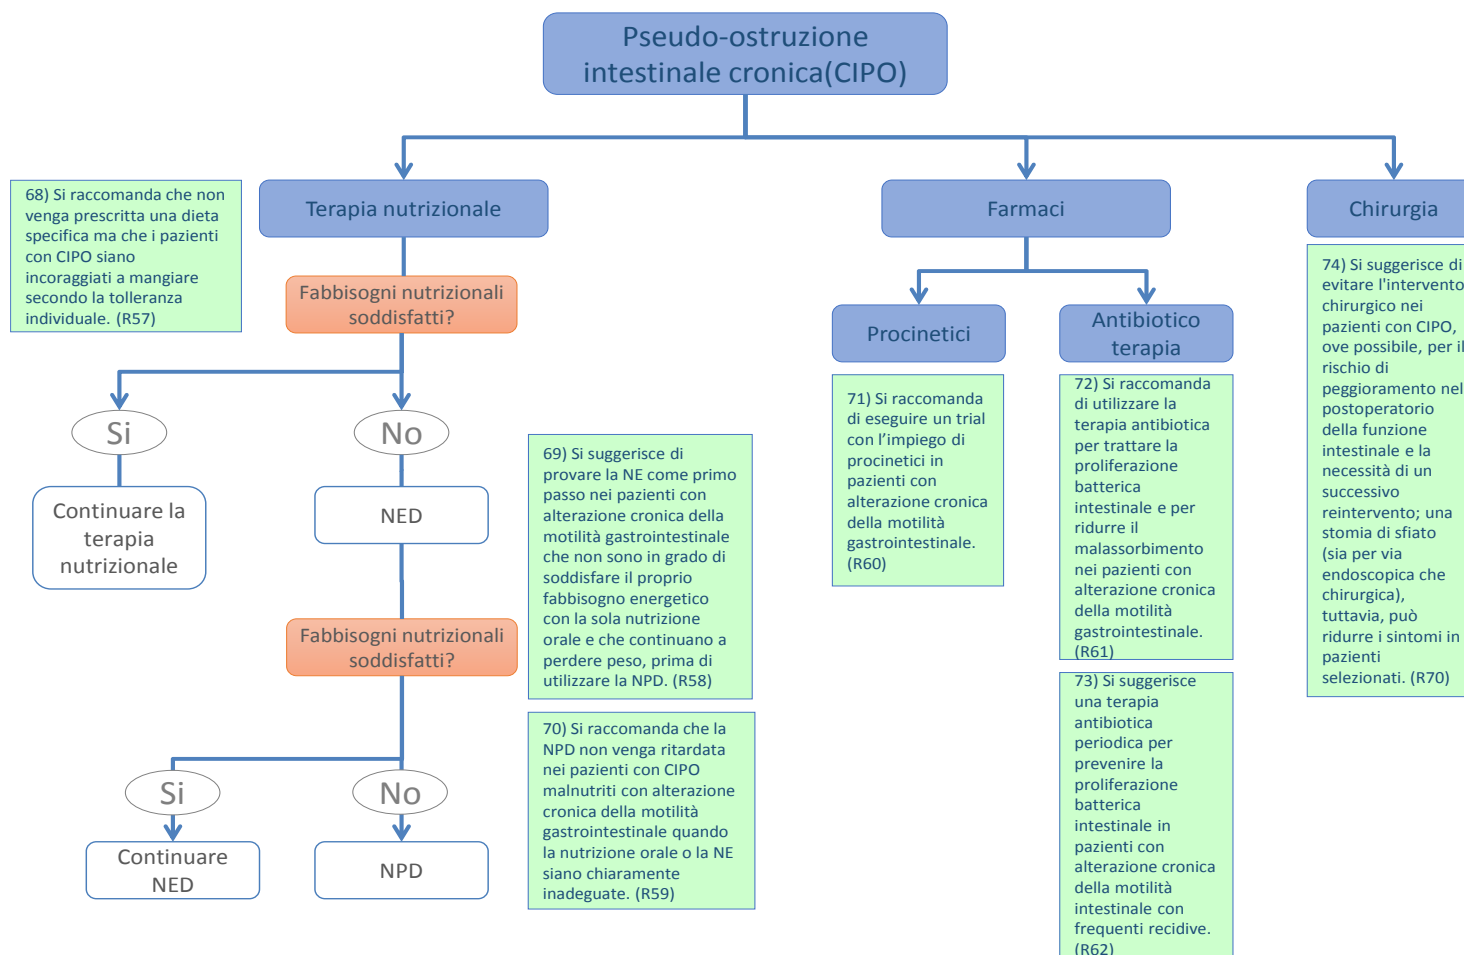 Pseudo-ostruzione
intestinale cronica(CIPO)
68) Si raccomanda che non
venga prescritta una dieta
specifica ma che i pazienti
con CIPO siano
incoraggiati a mangiare
secondo la tolleranza
individuale. (R57)
Terapia nutrizionale
Farmaci
Chirurgia
Fabbisogni nutrizionali
soddisfatti?
Procinetici
Antibiotico
terapia
74) Si suggerisce di
evitare l'intervento
chirurgico nei
pazienti con CIPO,
ove possibile, per il
rischio di
peggioramento nel
postoperatorio
della funzione
intestinale e la
necessità di un
successivo
reintervento; una
stomia di sfiato
(sia per via
endoscopica che
chirurgica),
tuttavia, può
ridurre i sintomi in
pazienti
selezionati. (R70)
Si
No
71) Si raccomanda
di eseguire un trial
con l’impiego di
procinetici in
pazienti con
alterazione cronica
della motilità
gastrointestinale.
(R60)
72) Si raccomanda
di utilizzare la
terapia antibiotica
per trattare la
proliferazione
batterica
intestinale e per
ridurre il
malassorbimento
nei pazienti con
alterazione cronica
della motilità
gastrointestinale.
(R61)
Continuare la
terapia
nutrizionale
NED
69) Si suggerisce di
provare la NE come primo
passo nei pazienti con
alterazione cronica della
motilità gastrointestinale
che non sono in grado di
soddisfare il proprio
fabbisogno energetico
con la sola nutrizione
orale e che continuano a
perdere peso, prima di
utilizzare la NPD. (R58)
Fabbisogni nutrizionali
soddisfatti?
73) Si suggerisce
una terapia
antibiotica
periodica per
prevenire la
proliferazione
batterica
intestinale in
pazienti con
alterazione cronica
della motilità
intestinale con
frequenti recidive.
(R62)
70) Si raccomanda che la
NPD non venga ritardata
nei pazienti con CIPO
malnutriti con alterazione
cronica della motilità
gastrointestinale quando
la nutrizione orale o la NE
siano chiaramente
inadeguate. (R59)
Si
No
Continuare
NED
NPD